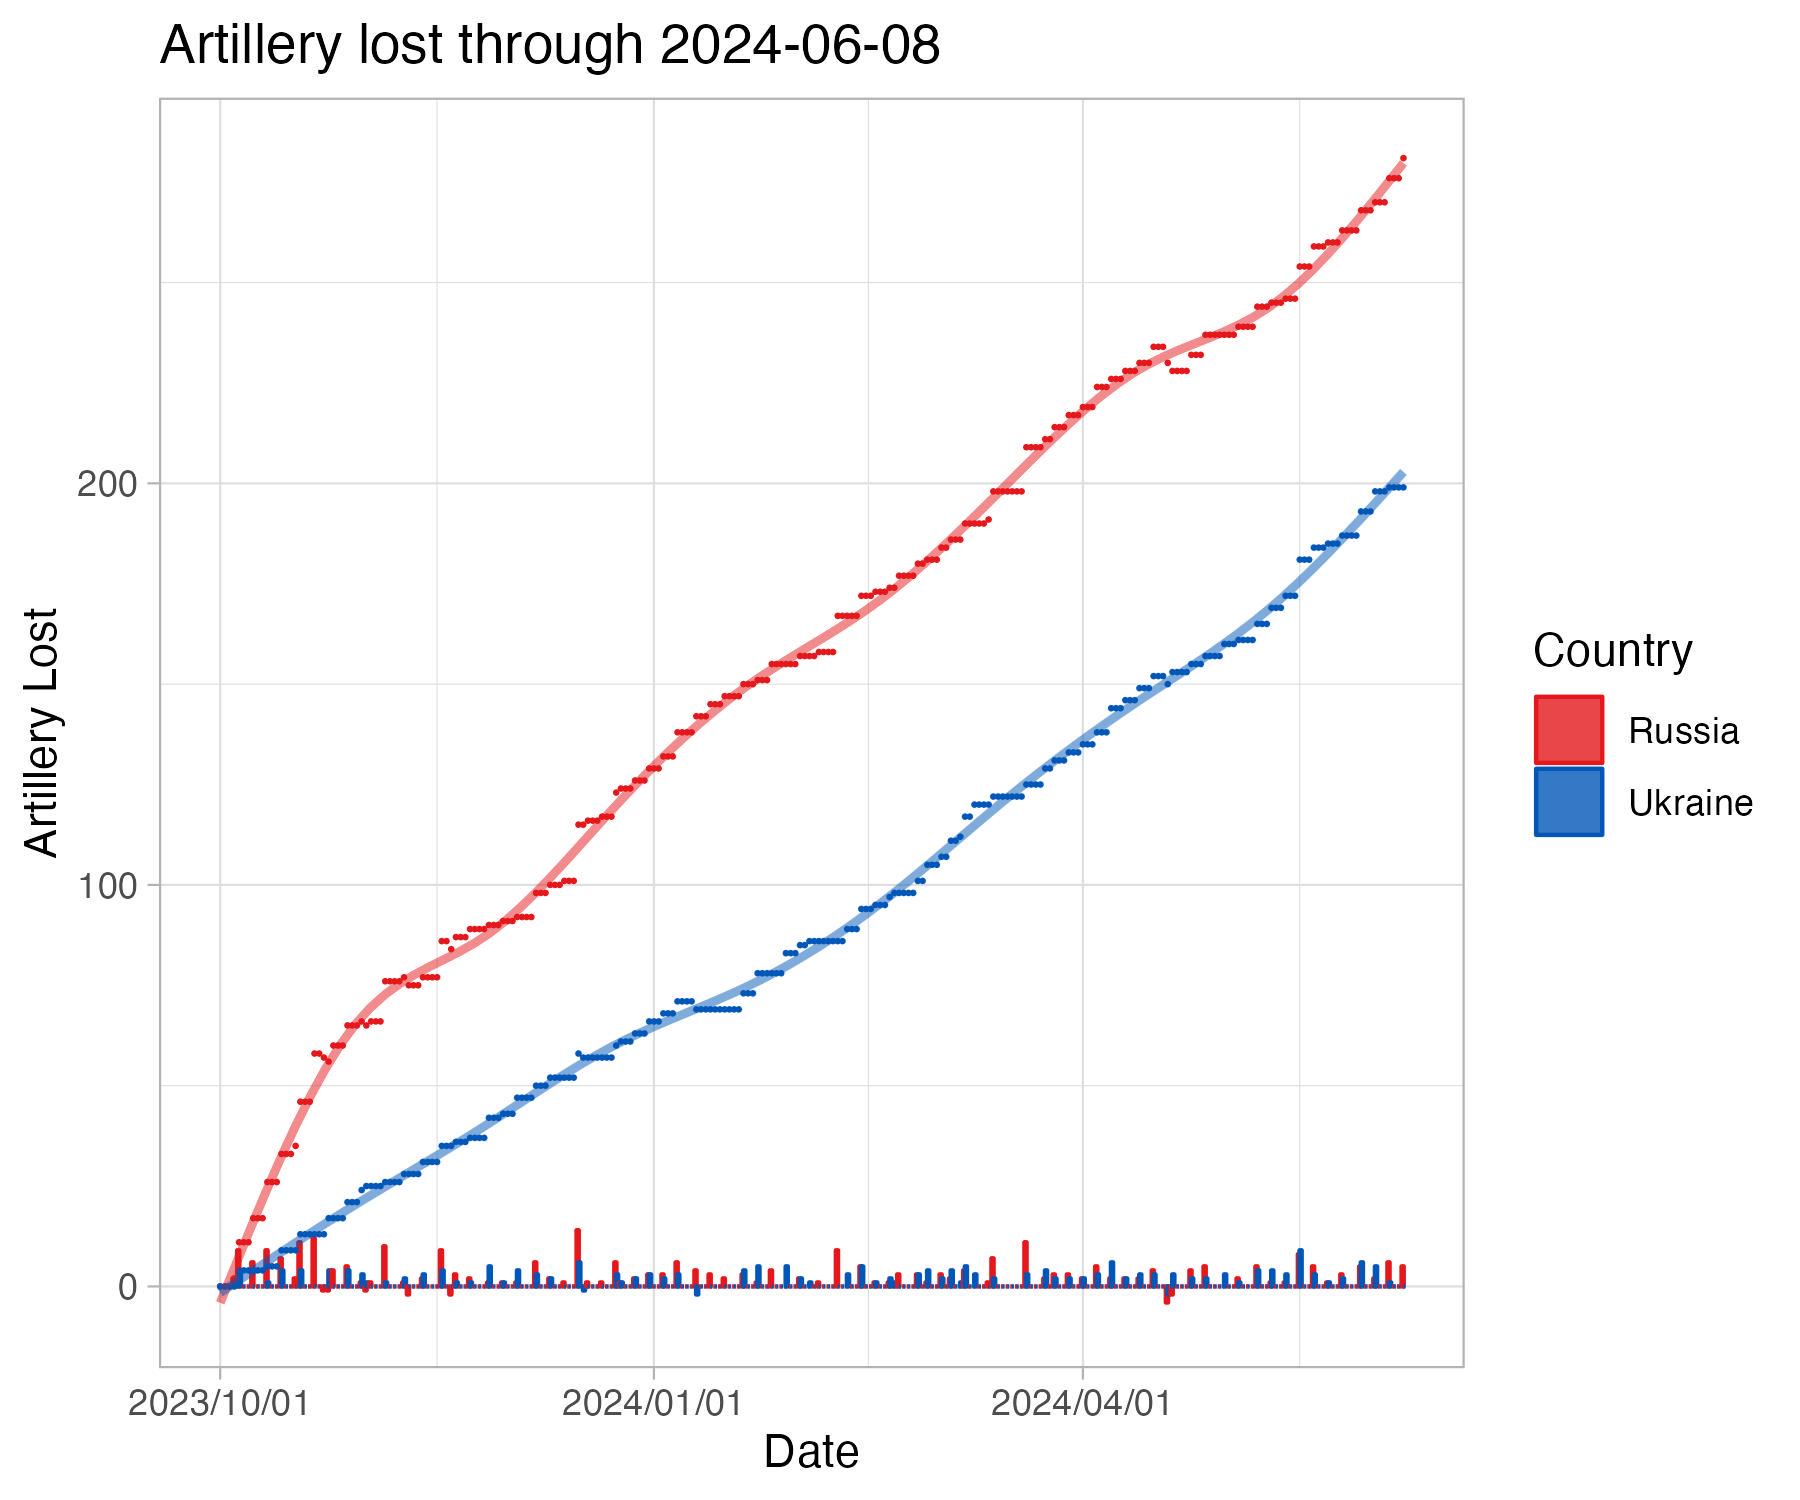 Artillery lost through 2024-06-08
Artillery Lost
200
100
0
2023/10/01
2024/01/01
2024/04/01
Date
Country
Russia
Ukraine